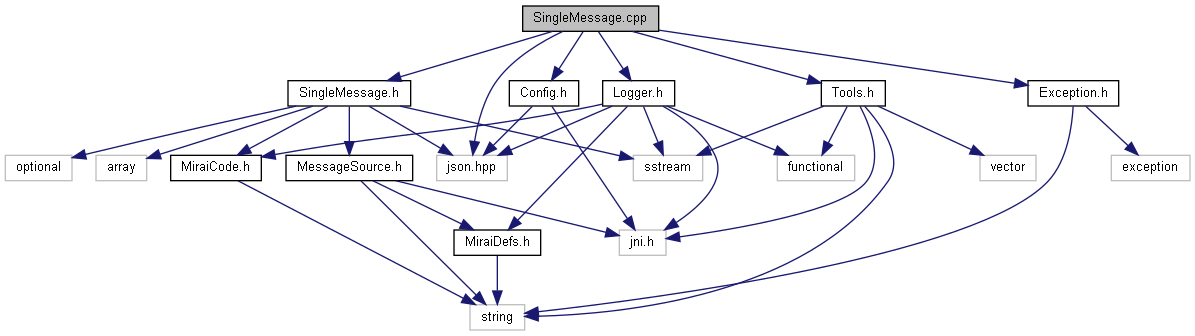 SingleMessage.cpp
SingleMessage.h
Config.h
Logger.h
Tools.h
Exception.h
optional
array
MiraiCode.h
MessageSource.h
json.hpp
sstream
functional
vector
exception
MiraiDefs.h
jni.h
string